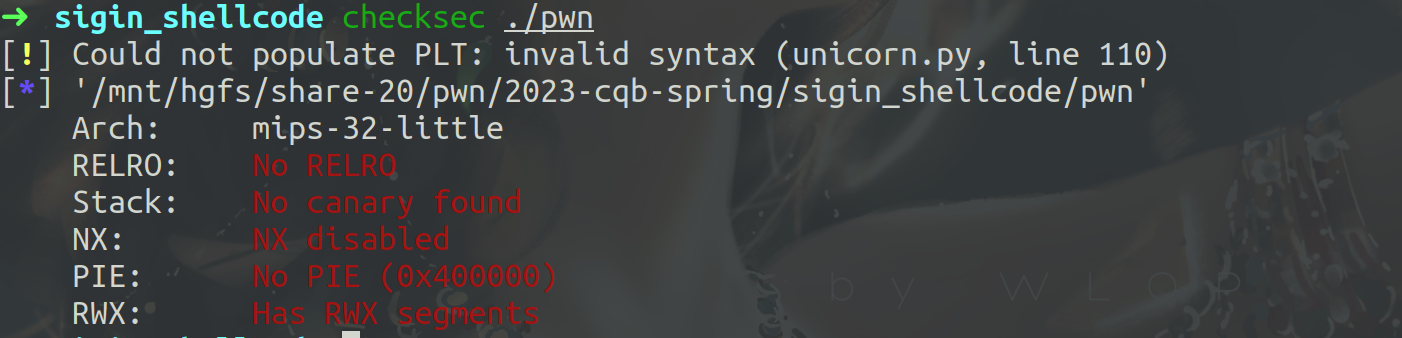 → sigin_shellcode checksec ./pwn
[!] Could not populate PLT: invalid syntax (unicorn.py, line 110)
[*] '/mnt/hgfs/share-20/pwn/2023-cqb-spring/sigin_shellcode/pwn'
Arch: mips-32-little
RELRO: No RELRO
Stack: No canary found
NX: NX disabled
PIE: No PIE (0x400000)
by WLOP
RWX: Has RWX segments